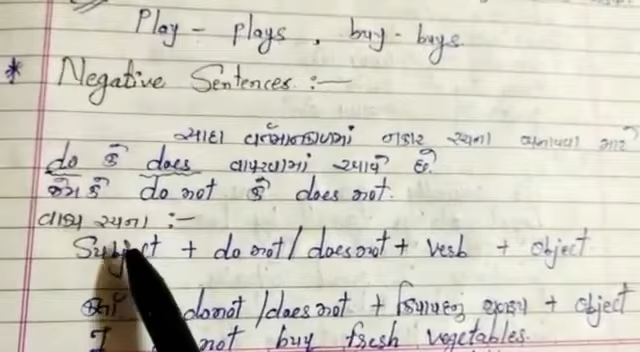 Play - plays , buy - buys
* Negative Sentences :-
સાદા વર્તમાનકાળમાં નકાર રચના બનાવવા માટે
do કે does વાપરવામાં આવે છે.
જેમ કે do not કે does not.
વાક્ય રચના :-
Subject + do not / does not + Verb + object
કર્તા do not / does not + ક્રિયાપદનું + object
I not buy fresh vegetables.